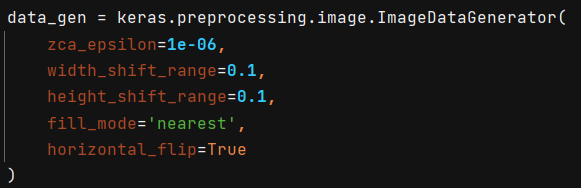 data_gen = keras.preprocessing.image.ImageDataGenerator(
    zca_epsilon=1e-06,
    width_shift_range=0.1,
    height_shift_range=0.1,
    fill_mode='nearest',
    horizontal_flip=True
)